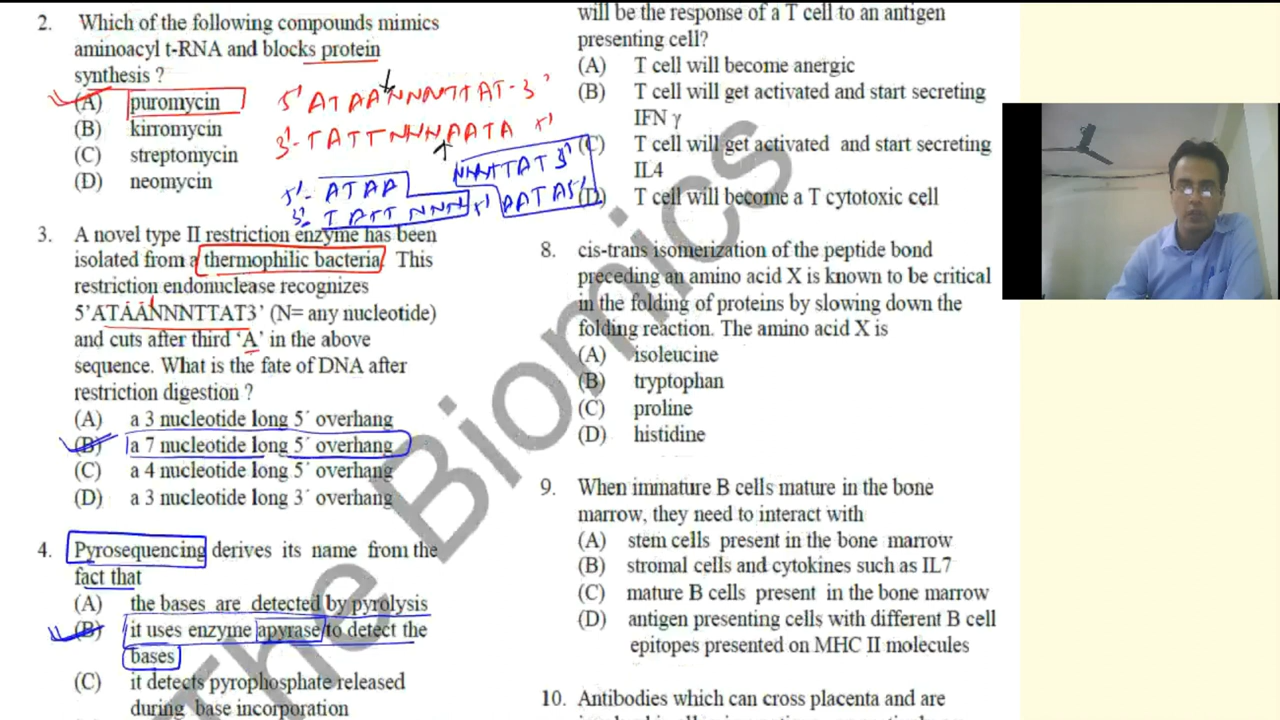 2. Which of the following compounds mimics
aminoacyl t-RNA and blocks protein
synthesis ?
(A) puromycin
(B) kirromycin
(C) streptomycin
(D) neomycin
5' ATAANNNTTAT-3'
3'-TATTNNNAATA 5'
5'- ATAA
3'- TATT NNN 5'
NNNTTAT 3'
AATA5'
3. A novel type II restriction enzyme has been
isolated from a thermophilic bacteria. This
restriction endonuclease recognizes
5'ATAANNNTTAT3' (N= any nucleotide)
and cuts after third 'A' in the above
sequence. What is the fate of DNA after
restriction digestion ?
(A) a 3 nucleotide long 5´ overhang
(B) a 7 nucleotide long 5´ overhang
(C) a 4 nucleotide long 5´ overhang
(D) a 3 nucleotide long 3´ overhang
4. Pyrosequencing derives its name from the
fact that
(A) the bases are detected by pyrolysis
(B) it uses enzyme apyrase to detect the
bases
(C) it detects pyrophosphate released
during base incorporation
will be the response of a T cell to an antigen
presenting cell?
(A) T cell will become anergic
(B) T cell will get activated and start secreting
IFN γ
(C) T cell will get activated and start secreting
IL4
(D) T cell will become a T cytotoxic cell
8. cis-trans isomerization of the peptide bond
preceding an amino acid X is known to be critical
in the folding of proteins by slowing down the
folding reaction. The amino acid X is
(A) isoleucine
(B) tryptophan
(C) proline
(D) histidine
9. When immature B cells mature in the bone
marrow, they need to interact with
(A) stem cells present in the bone marrow
(B) stromal cells and cytokines such as IL7
(C) mature B cells present in the bone marrow
(D) antigen presenting cells with different B cell
epitopes presented on MHC II molecules
10. Antibodies which can cross placenta and are
The Biomics